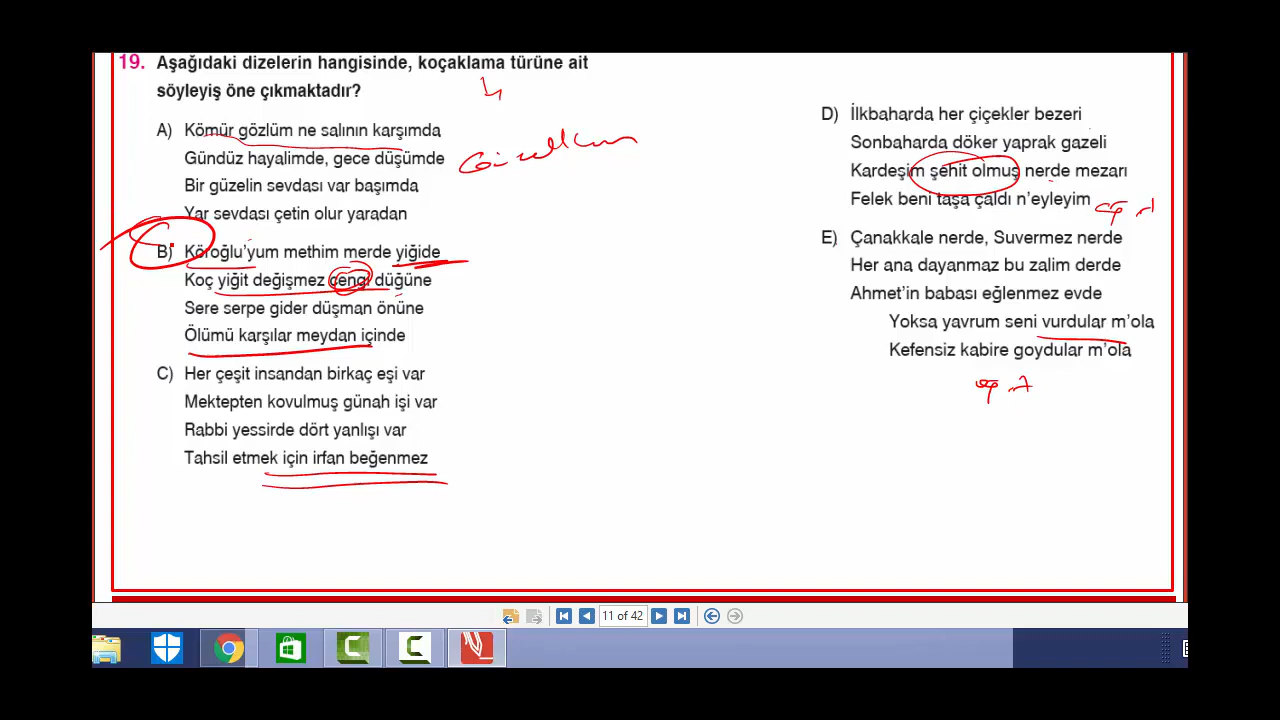 19. Aşağıdaki dizelerin hangisinde, koçaklama türüne ait
söyleyiş öne çıkmaktadır?
A) Kömür gözlüm ne salının karşımda
Gündüz hayalimde, gece düşümde
Bir güzelin sevdası var başımda
Yar sevdası çetin olur yaradan
B) Köroğlu'yum methim merde yiğide
Koç yiğit değişmez cengi düğüne
Sere serpe gider düşman önüne
Ölümü karşılar meydan içinde
C) Her çeşit insandan birkaç eşi var
Mektepten kovulmuş günah işi var
Rabbi yessirde dört yanlışı var
Tahsil etmek için irfan beğenmez
D) İlkbaharda her çiçekler bezeri
Sonbaharda döker yaprak gazeli
Kardeşim şehit olmuş nerde mezarı
Felek beni taşa çaldı n'eyleyim
E) Çanakkale nerde, Suvermez nerde
Her ana dayanmaz bu zalim derde
Ahmet'in babası eğlenmez evde
Yoksa yavrum seni vurdular m'ola
Kefensiz kabire goydular m'ola
11 of 42